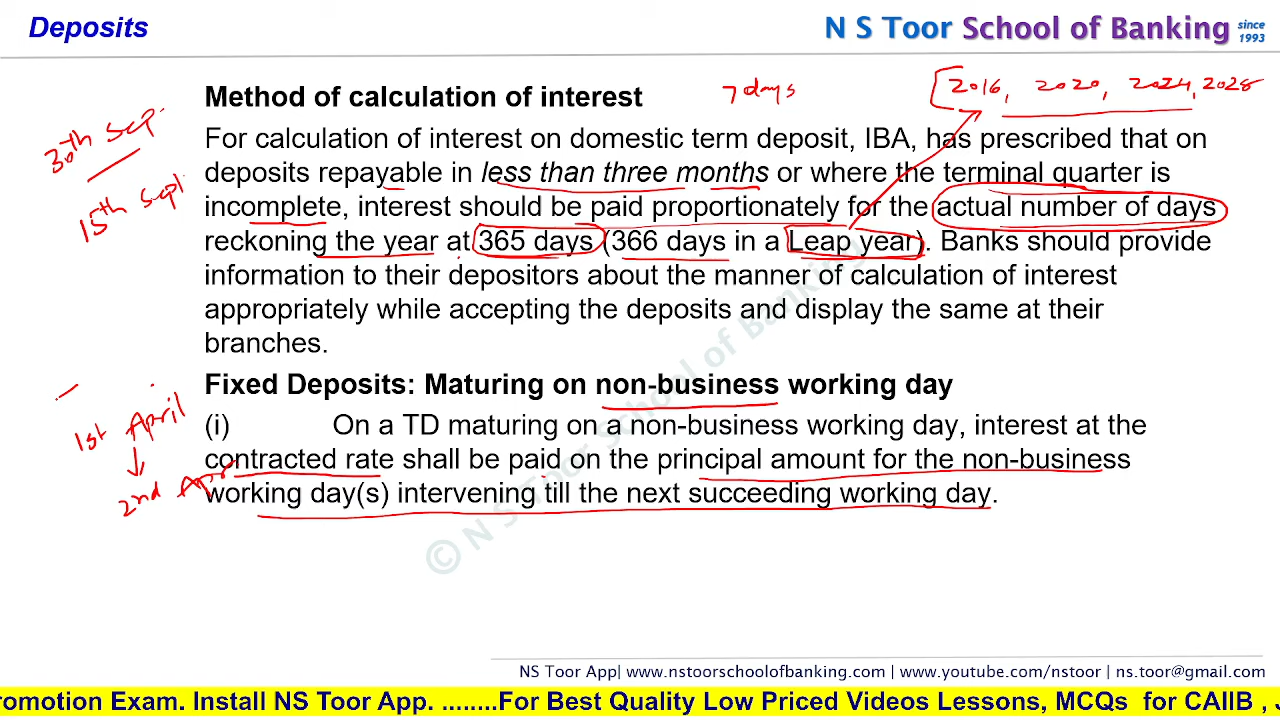 Deposits
N S Toor School of Banking since 1993
7 days
2016, 2020, 2024, 2028
Method of calculation of interest
30th Sep
For calculation of interest on domestic term deposit, IBA, has prescribed that on
deposits repayable in less than three months or where the terminal quarter is
15th Sept
incomplete, interest should be paid proportionately for the actual number of days
reckoning the year at 365 days (366 days in a Leap year). Banks should provide
information to their depositors about the manner of calculation of interest
appropriately while accepting the deposits and display the same at their
branches.
Fixed Deposits: Maturing on non-business working day
1st April
(i) On a TD maturing on a non-business working day, interest at the
contracted rate shall be paid on the principal amount for the non-business
2nd Apr
working day(s) intervening till the next succeeding working day.
© N S Toor School of Banking
NS Toor App| www.nstoorschoolofbanking.com | www.youtube.com/nstoor | ns.toor@gmail.com
romotion Exam. Install NS Toor App. ........For Best Quality Low Priced Videos Lessons, MCQs for CAIIB ,